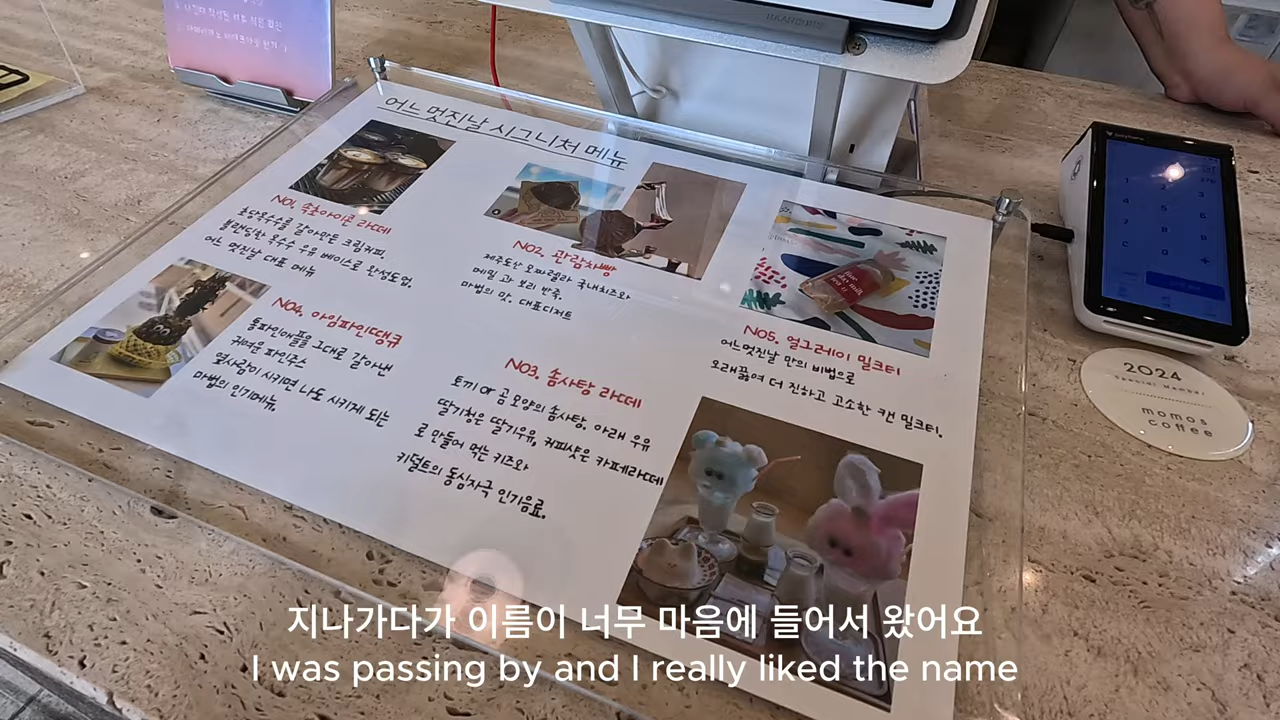 어느 멋진날 시그니처 메뉴
NO1. 속초아이콘 라떼
초당옥수수를 갈아만든 크림커피.
블렌딩한 옥수수 우유 베이스로 완성도업.
어느 멋진날 대표 메뉴
NO2. 관람차빵
제주도산 오파렐라 국내치즈와
메밀 과 보리 반죽.
마법의 맛. 대표디저트
NO5. 얼그레이 밀크티
어느멋진날 만의 비법으로
오래끓여 더 진하고 고소한 캔 밀크티.
NO4. 아임파인땡큐
통파인애플을 그대로 갈아낸
귀여운 파인주스
옆사람이 시키면 나도 시키게 되는
마법의 인기메뉴.
NO3. 솜사탕 라떼
토끼 or 곰 모양의 솜사탕, 아래 우유
딸기청은 딸기우유, 커피샷은 카페라떼
로 만들어 먹는 키즈와
키덜트의 동심자극 인기음료.
2024
momos
coffee
지나가다가 이름이 너무 마음에 들어서 왔어요
I was passing by and I really liked the name